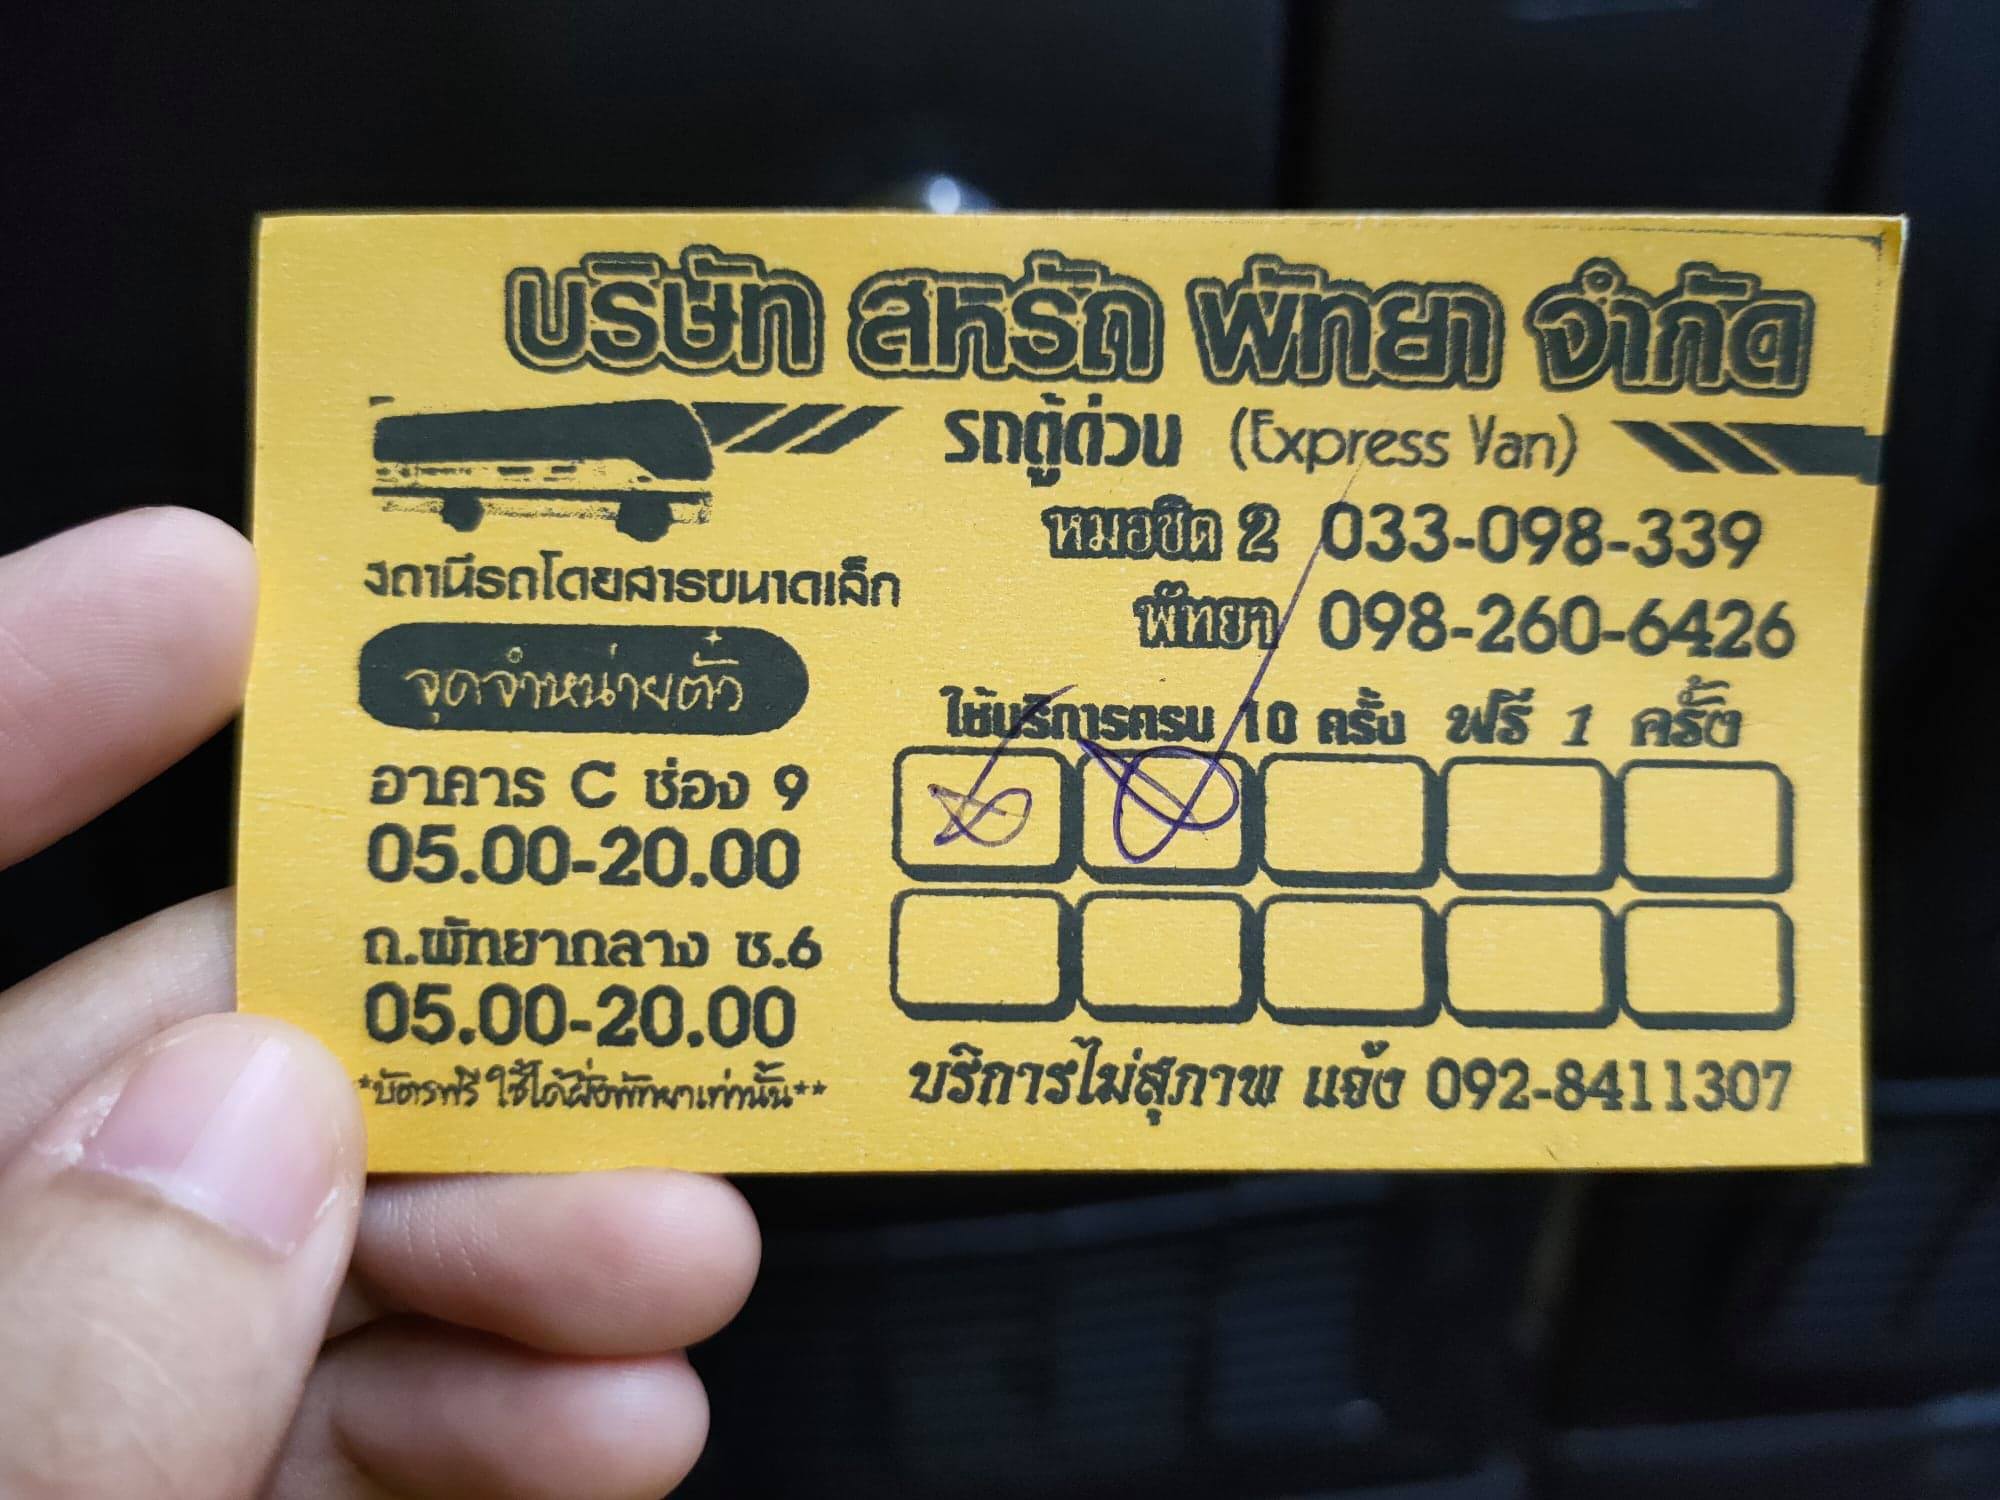 บริษัท สหรัถ พัทยา จำกัด
รถตู้ด่วน (Express Van)
หมอชิต 2 033-098-339
พัทยา 098-260-6426
สถานีรถโดยสารขนาดเล็ก
จุดจำหน่ายตั๋ว
อาคาร C ช่อง 9
05.00-20.00
ถ.พัทยากลาง ซ.6
05.00-20.00
*บัตรฟรี ใช้ได้ฝั่งพัทยาเท่านั้น**
ใช้บริการครบ 10 ครั้ง ฟรี 1 ครั้ง
บริการไม่สุภาพ แจ้ง 092-8411307